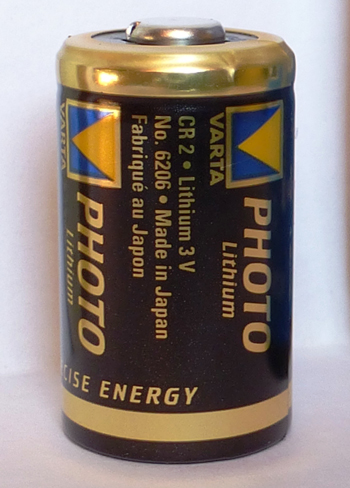 VARTA
PHOTO
Lithium
CR 2 • Lithium 3 V
No. 6206 • Made in Japan
Fabriqué au Japon
VARTA
PHOTO
Lithium
ENERGY